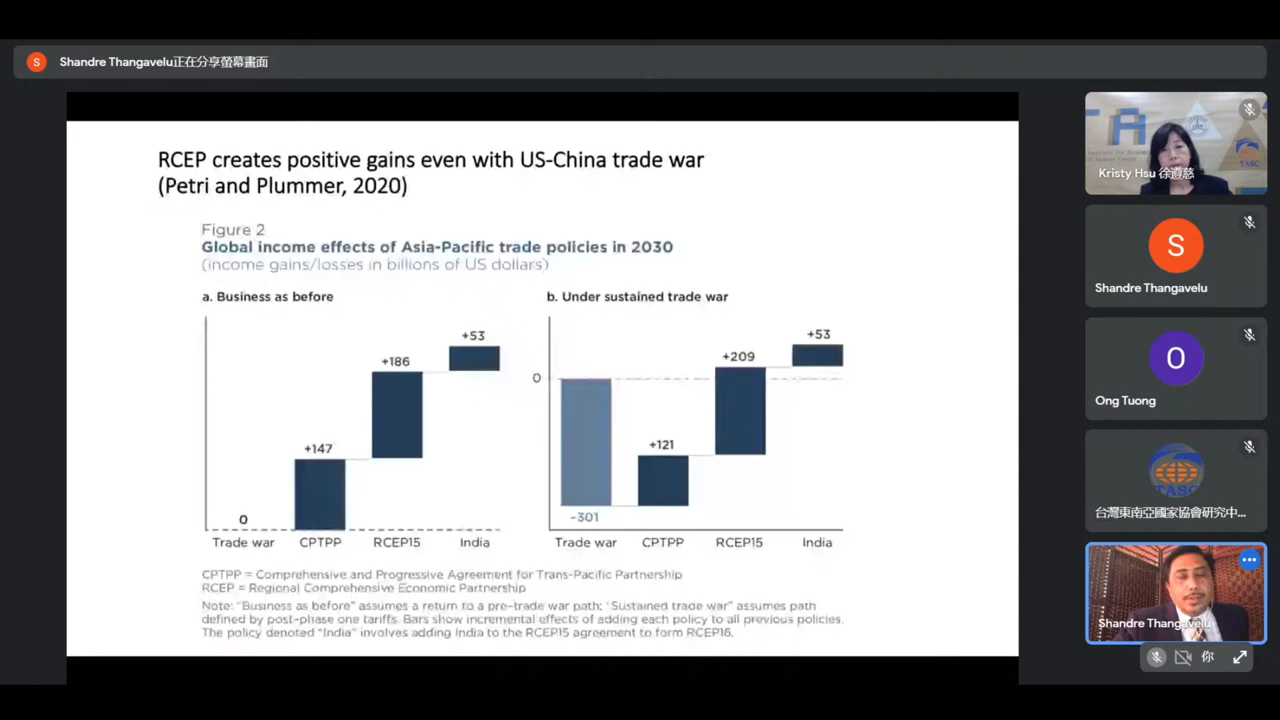 S
Shandre Thangavelu正在分享螢幕畫面
RCEP creates positive gains even with US-China trade war
(Petri and Plummer, 2020)
Figure 2
Global income effects of Asia-Pacific trade policies in 2030
(income gains/losses in billions of US dollars)
a. Business as before
0
+147
+186
+53
Trade war
CPTPP
RCEP15
India
b. Under sustained trade war
0
-301
+121
+209
+53
Trade war
CPTPP
RCEP15
India
CPTPP = Comprehensive and Progressive Agreement for Trans-Pacific Partnership
RCEP = Regional Comprehensive Economic Partnership
Note: "Business as before" assumes a return to a pre-trade war path; "Sustained trade war" assumes path
defined by post-phase one tariffs. Bars show incremental effects of adding each policy to all previous policies.
The policy denoted "India" involves adding India to the RCEP15 agreement to form RCEP16.
TA
TASC
Kristy Hsu 徐遵慈
S
Shandre Thangavelu
O
Ong Tuong
TASC
台灣東南亞國家協會研究中...
Shandre Thangavelu
你